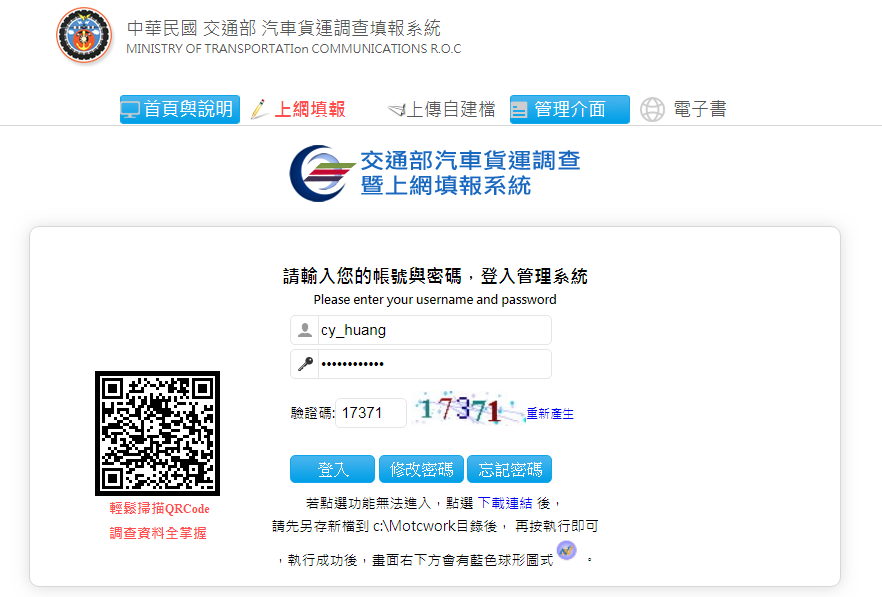 中華民國 交通部 汽車貨運調查填報系統
MINISTRY OF TRANSPORTATIon COMMUNICATIONS R.O.C
首頁與說明 上網填報 上傳自建檔 管理介面 電子書
交通部汽車貨運調查
暨上網填報系統
請輸入您的帳號與密碼，登入管理系統
Please enter your username and password
cy_huang
••••••••••••
驗證碼: 17371 17371 重新產生
登入 修改密碼 忘記密碼
輕鬆掃描QRCode
調查資料全掌握
若點選功能無法進入，點選 下載連結 後，
請先另存新檔到 c:\Motcwork目錄後， 再按執行即可
，執行成功後，畫面右下方會有藍色球形圖式 。